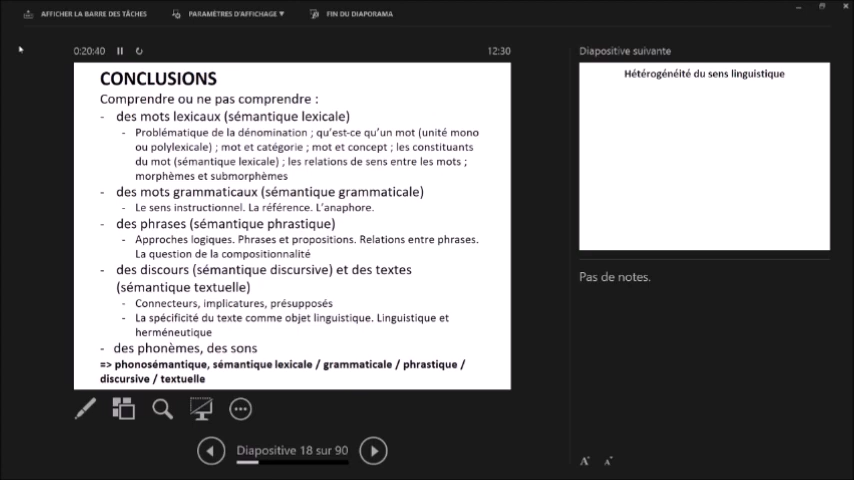 AFFICHER LA BARRE DES TÂCHES
PARAMÈTRES D'AFFICHAGE ▼
FIN DU DIAPORAMA
0:20:40
12:30
CONCLUSIONS
Comprendre ou ne pas comprendre :
- des mots lexicaux (sémantique lexicale)
- Problématique de la dénomination ; qu'est-ce qu'un mot (unité mono
ou polylexicale) ; mot et catégorie ; mot et concept ; les constituants
du mot (sémantique lexicale) ; les relations de sens entre les mots ;
morphèmes et submorphèmes
- des mots grammaticaux (sémantique grammaticale)
- Le sens instructionnel. La référence. L'anaphore.
- des phrases (sémantique phrastique)
- Approches logiques. Phrases et propositions. Relations entre phrases.
La question de la compositionnalité
- des discours (sémantique discursive) et des textes
(sémantique textuelle)
- Connecteurs, implicatures, présupposés
- La spécificité du texte comme objet linguistique. Linguistique et
herméneutique
- des phonèmes, des sons
=> phonosémantique, sémantique lexicale / grammaticale / phrastique /
discursive / textuelle
Diapositive 18 sur 90
Diapositive suivante
Hétérogénéité du sens linguistique
Pas de notes.
A A